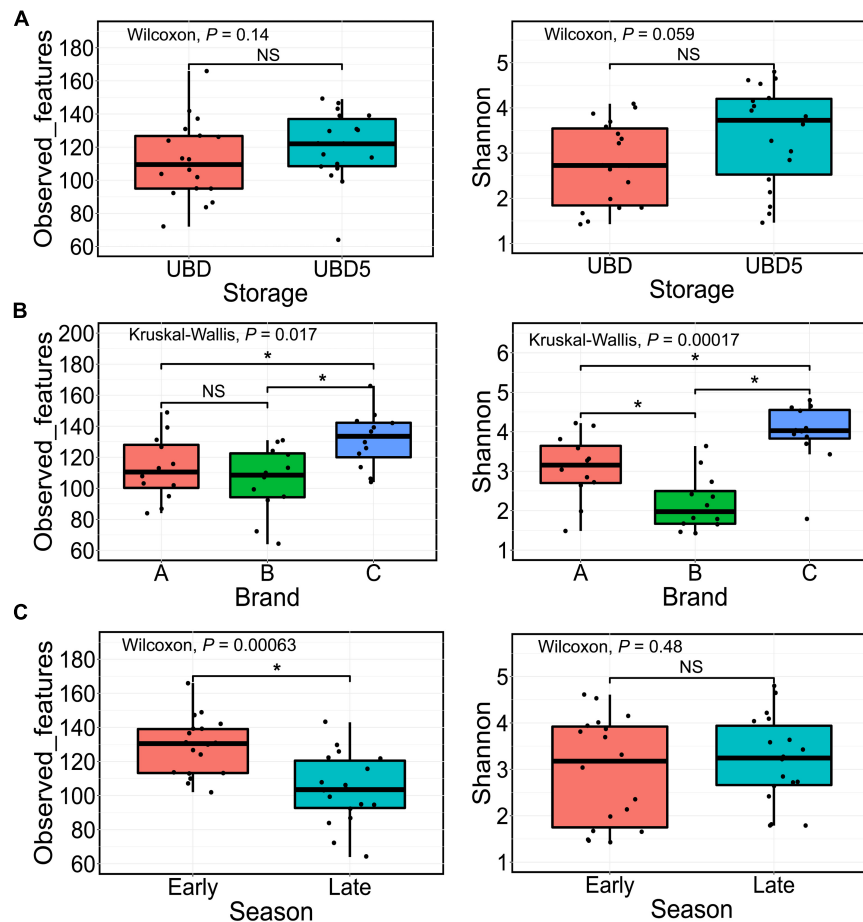 A
Wilcoxon, P = 0.14
NS
Observed_features
180
160
140
120
100
80
60
UBD UBD5
Storage
Wilcoxon, P = 0.059
NS
Shannon
5
4
3
2
1
UBD UBD5
Storage
B
Kruskal-Wallis, P = 0.017
*
*
NS
Observed_features
200
180
160
140
120
100
80
60
A B C
Brand
Kruskal-Wallis, P = 0.00017
*
*
*
Shannon
6
5
4
3
2
1
A B C
Brand
C
Wilcoxon, P = 0.00063
*
Observed_features
180
160
140
120
100
80
60
Early Late
Season
Wilcoxon, P = 0.48
NS
Shannon
5
4
3
2
1
Early Late
Season